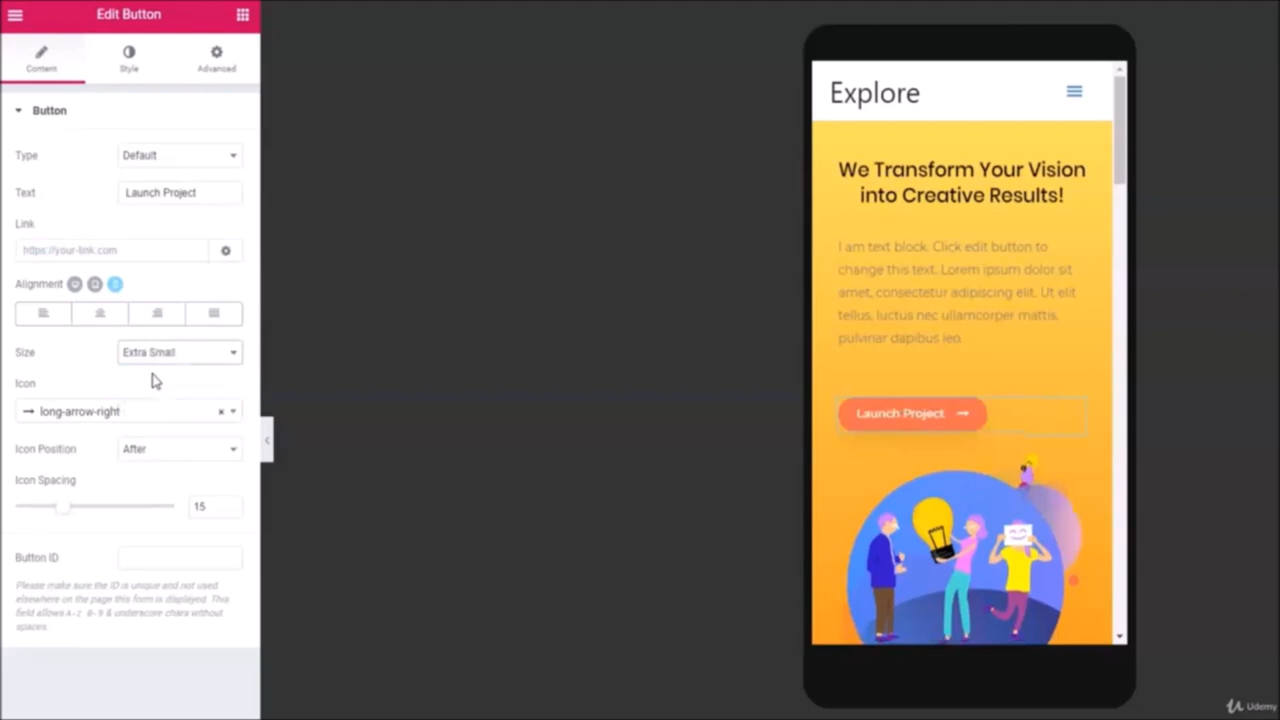 Edit Button
Content
Style
Advanced
Button
Type
Default
Text
Launch Project
Link
https://your-link.com
Alignment
Size
Extra Small
Icon
long-arrow-right
×
Icon Position
After
Icon Spacing
15
Button ID
Please make sure the ID is unique and not used
elsewhere on the page this form is displayed. This
field allows A-z 0-9 & underscore chars without
spaces.
Explore
We Transform Your Vision
into Creative Results!
I am text block. Click edit button to
change this text. Lorem ipsum dolor sit
amet, consectetur adipiscing elit. Ut elit
tellus, luctus nec ullamcorper mattis,
pulvinar dapibus leo.
Launch Project
Udemy